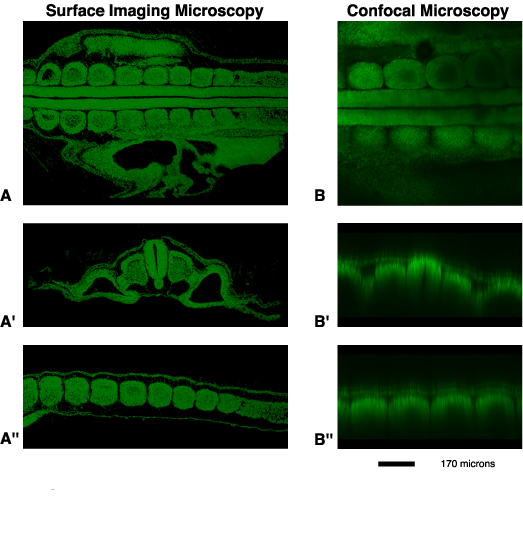 Surface Imaging Microscopy
Confocal Microscopy
A
B
A'
B'
A"
B"
170 microns